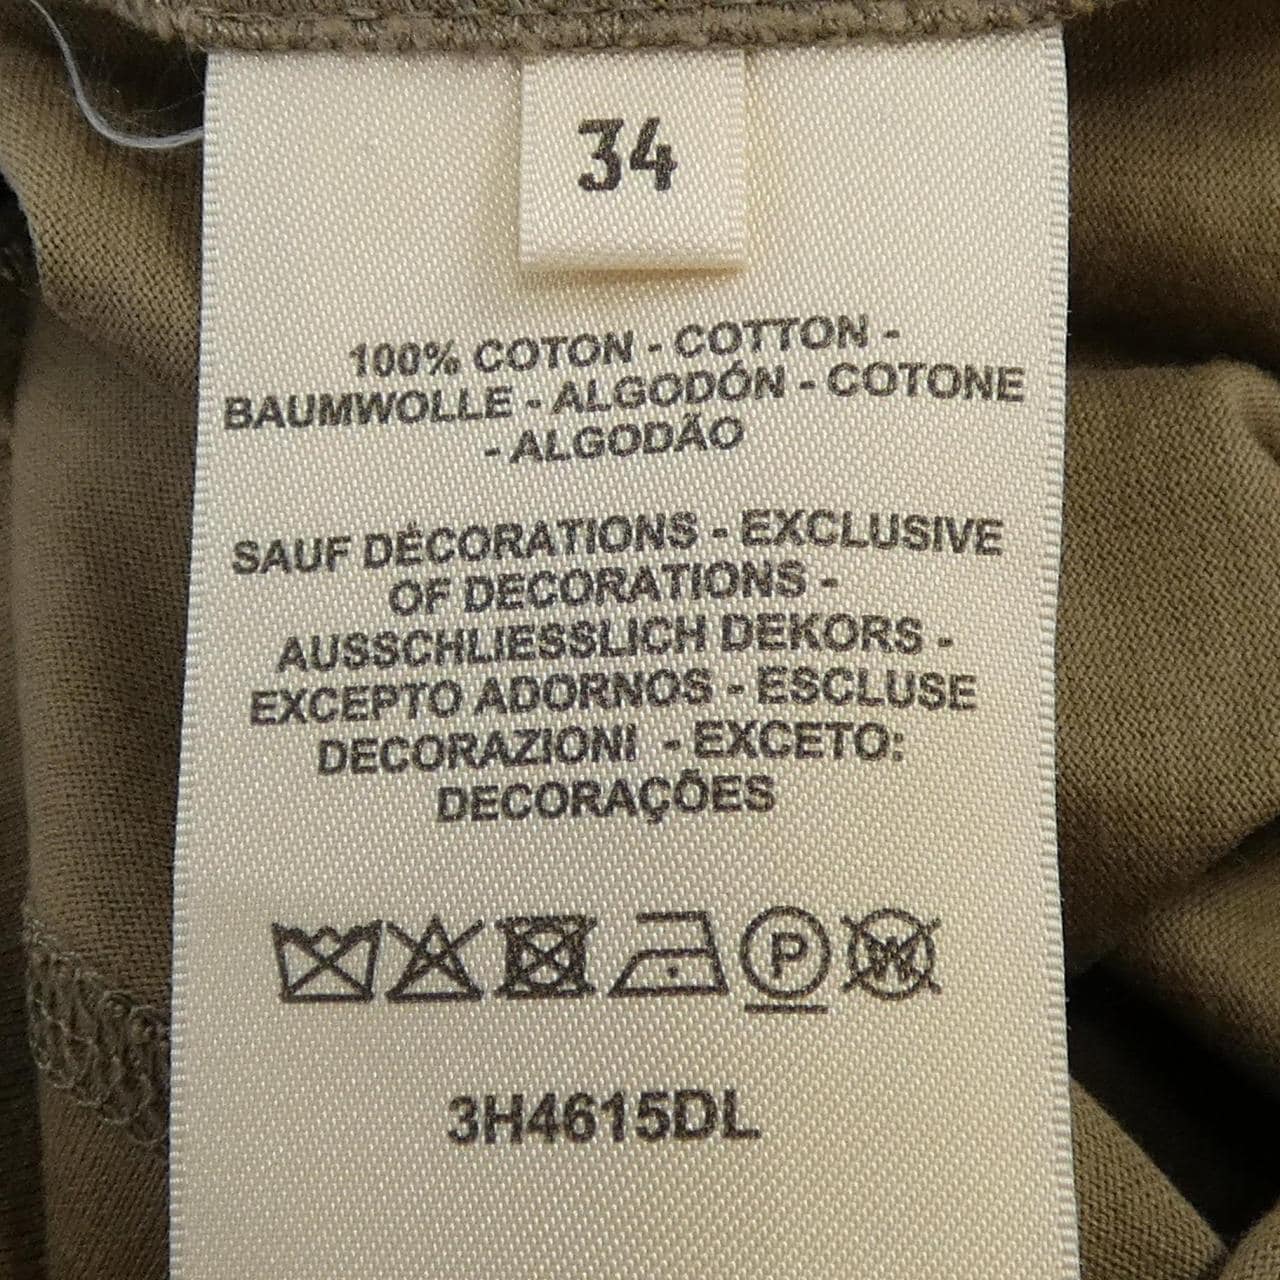 34
100% COTON - COTTON -
BAUMWOLLE - ALGODÓN - COTONE
- ALGODÃO
SAUF DÉCORATIONS - EXCLUSIVE
OF DECORATIONS -
AUSSCHLIESSLICH DEKORS -
EXCEPTO ADORNOS - ESCLUSE
DECORAZIONI - EXCETO:
DECORAÇÕES
P W
3H4615DL